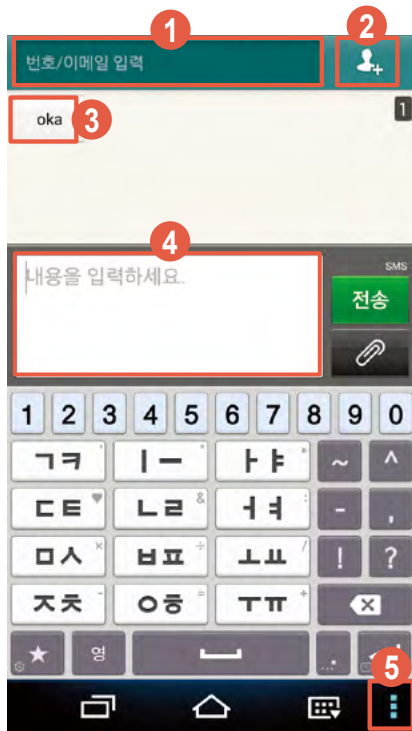 1 2
번호/이메일 입력
oka 3 1
4
내용을 입력하세요.
SMS
전송
1 2 3 4 5 6 7 8 9 0
ㄱㅋ ㅣㅡ ㅏㅑ ~ ^
ㄷㅌ ♥ ㄴㄹ & ㅓㅕ : - ,
ㅁㅅ × ㅂㅍ ÷ ㅗㅛ / ! ?
ㅈㅊ - ㅇㅎ = ㅜㅠ +
★ 영 ...
5